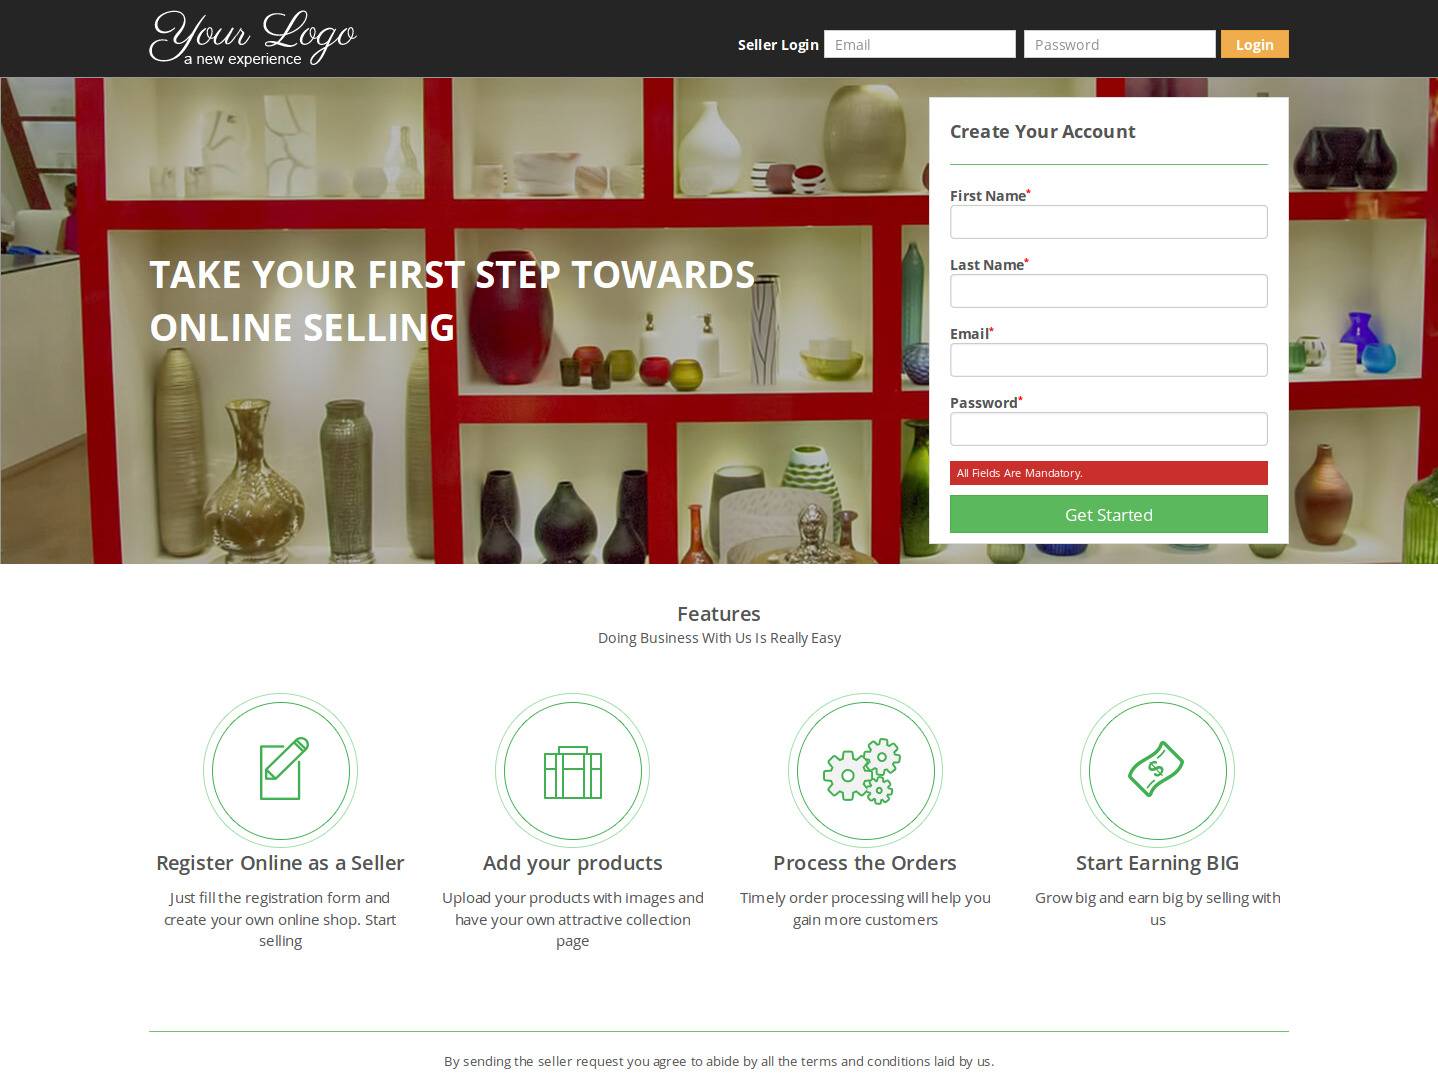 Your Logo
a new experience
Seller Login Email Password Login
TAKE YOUR FIRST STEP TOWARDS
ONLINE SELLING
Create Your Account
First Name*
Last Name*
Email*
Password*
All Fields Are Mandatory.
Get Started
Features
Doing Business With Us Is Really Easy
Register Online as a Seller
Just fill the registration form and
create your own online shop. Start
selling
Add your products
Upload your products with images and
have your own attractive collection
page
Process the Orders
Timely order processing will help you
gain more customers
Start Earning BIG
Grow big and earn big by selling with
us
By sending the seller request you agree to abide by all the terms and conditions laid by us.